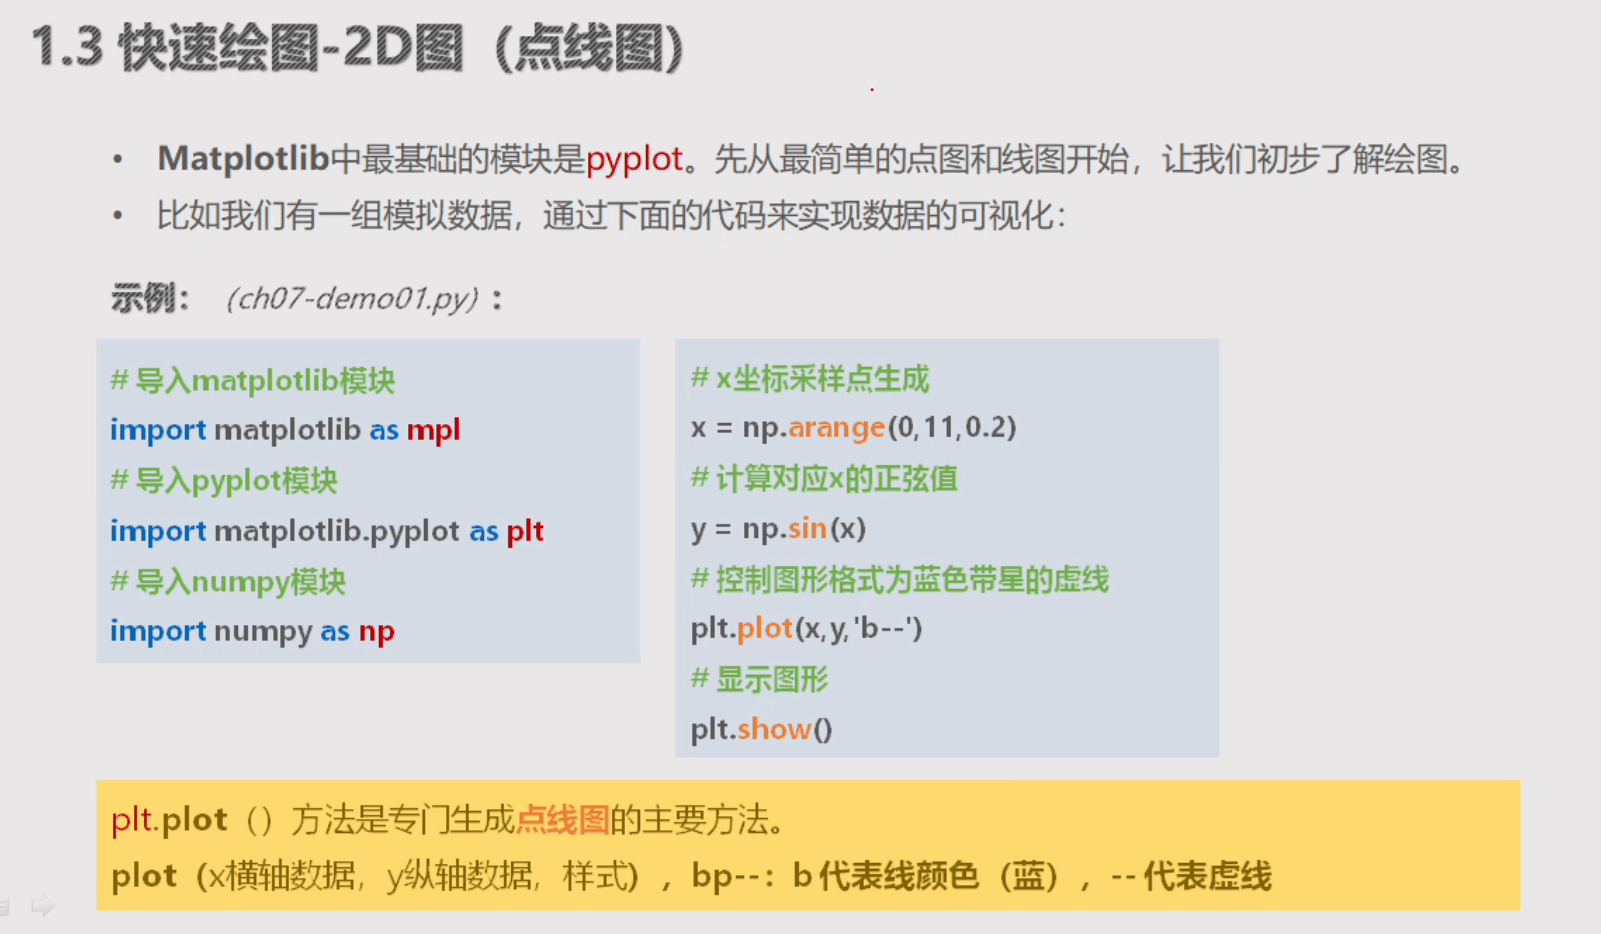 1.3 快速绘图-2D图（点线图）
• Matplotlib中最基础的模块是pyplot。先从最简单的点图和线图开始，让我们初步了解绘图。
• 比如我们有一组模拟数据，通过下面的代码来实现数据的可视化：
示例： （ch07-demo01.py）：
# 导入matplotlib模块
import matplotlib as mpl
# 导入pyplot模块
import matplotlib.pyplot as plt
# 导入numpy模块
import numpy as np
# x坐标采样点生成
x = np.arange(0,11,0.2)
# 计算对应x的正弦值
y = np.sin(x)
# 控制图形格式为蓝色带星的虚线
plt.plot(x,y,'b--')
# 显示图形
plt.show()
plt.plot（）方法是专门生成点线图的主要方法。
plot（x横轴数据，y纵轴数据，样式），bp--：b 代表线颜色（蓝），-- 代表虚线